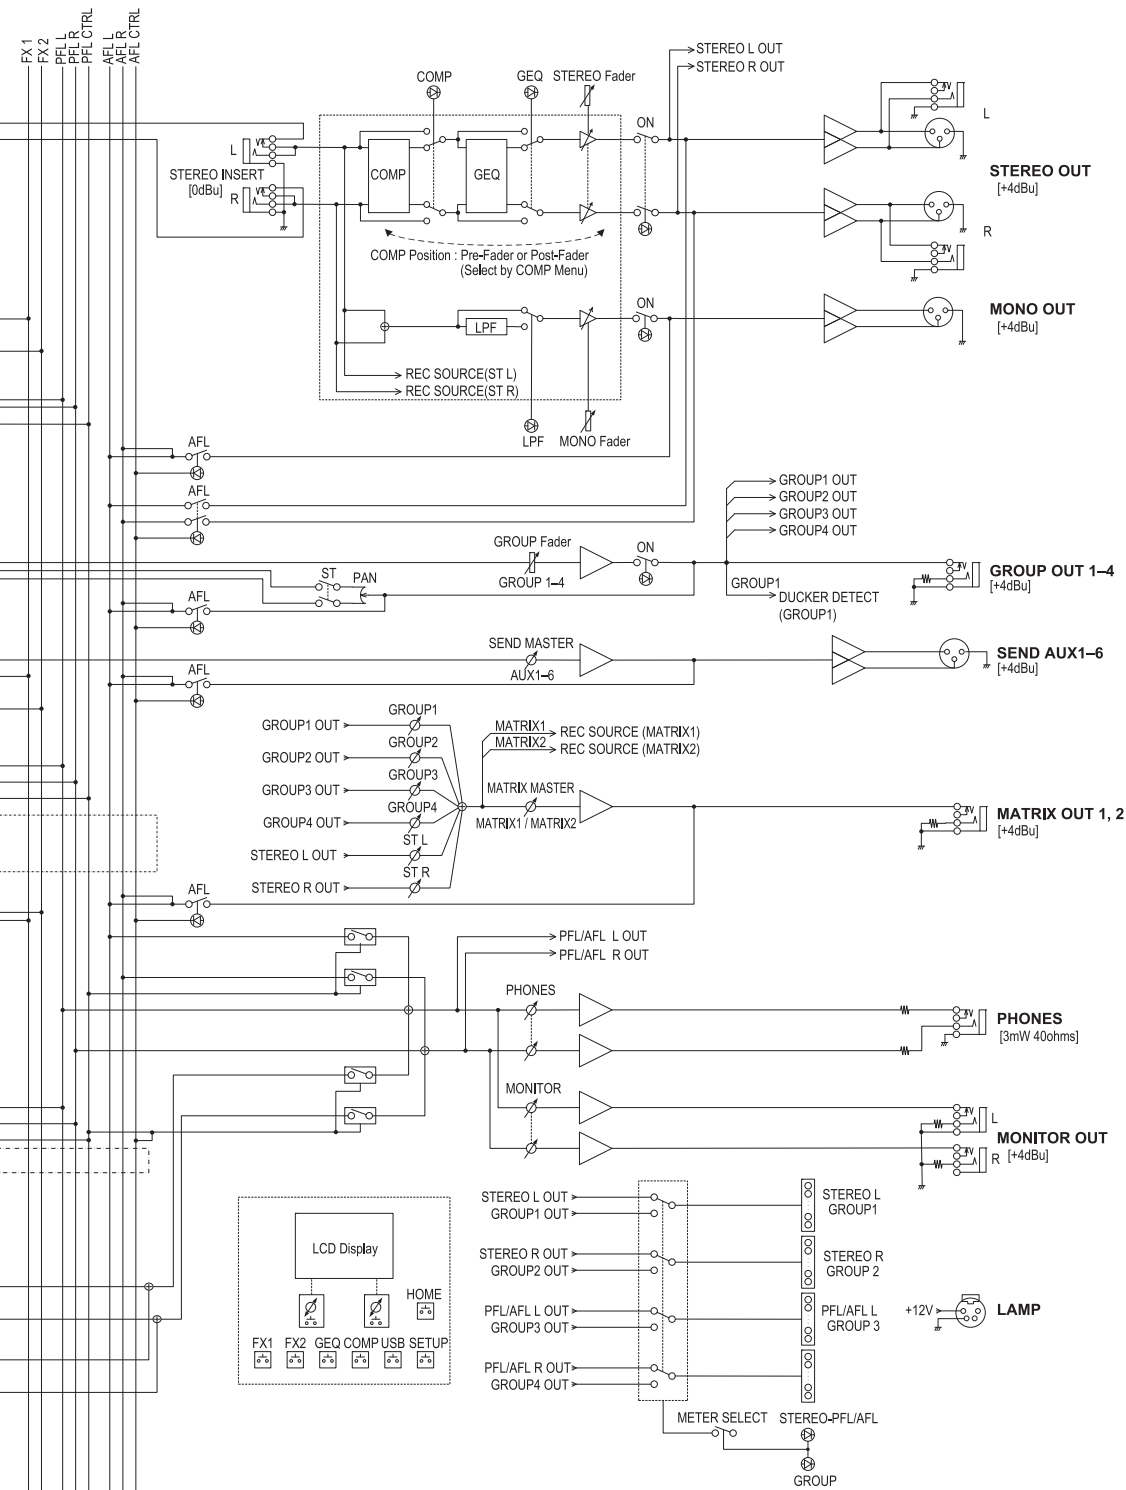 FX 1
FX 2
PFL L
PFL R
PFL CTRL
AFL L
AFL R
AFL CTRL
STEREO L OUT
STEREO R OUT
COMP
GEQ
STEREO Fader
ON
L
STEREO INSERT
[0dBu]
R
COMP
GEQ
L
STEREO OUT
[+4dBu]
R
COMP Position : Pre-Fader or Post-Fader
(Select by COMP Menu)
ON
MONO OUT
[+4dBu]
LPF
REC SOURCE(ST L)
REC SOURCE(ST R)
LPF
MONO Fader
AFL
AFL
GROUP1 OUT
GROUP2 OUT
GROUP3 OUT
GROUP4 OUT
GROUP Fader
ON
GROUP 1–4
GROUP OUT 1–4
[+4dBu]
ST
PAN
GROUP1
DUCKER DETECT
(GROUP1)
AFL
SEND MASTER
AUX1–6
SEND AUX1–6
[+4dBu]
AFL
GROUP1
GROUP1 OUT
MATRIX1
REC SOURCE (MATRIX1)
GROUP2
MATRIX2
REC SOURCE (MATRIX2)
GROUP2 OUT
GROUP3
GROUP3 OUT
MATRIX MASTER
GROUP4
MATRIX1 / MATRIX2
GROUP4 OUT
MATRIX OUT 1, 2
[+4dBu]
ST L
STEREO L OUT
ST R
STEREO R OUT
AFL
PFL/AFL L OUT
PFL/AFL R OUT
PHONES
PHONES
[3mW 40ohms]
MONITOR
L
MONITOR OUT
R [+4dBu]
STEREO L OUT
GROUP1 OUT
STEREO L
GROUP1
LCD Display
STEREO R OUT
GROUP2 OUT
STEREO R
GROUP 2
HOME
PFL/AFL L OUT
GROUP3 OUT
PFL/AFL L
GROUP 3
+12V
LAMP
FX1
FX2
GEQ
COMP
USB
SETUP
PFL/AFL R OUT
GROUP4 OUT
METER SELECT
STEREO-PFL/AFL
GROUP